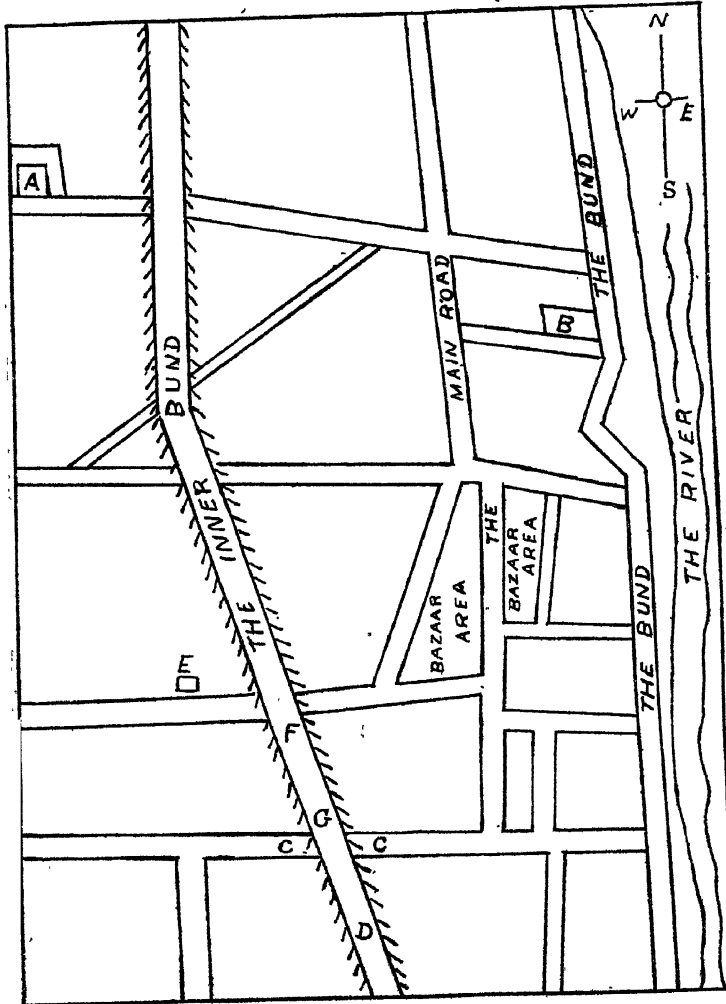 N
W E
S
A
THE BUND
MAIN ROAD
B
BUND
THE INNER
THE RIVER
THE
BAZAAR
AREA
BAZAAR
AREA
THE BUND
E
F
G
C C
D